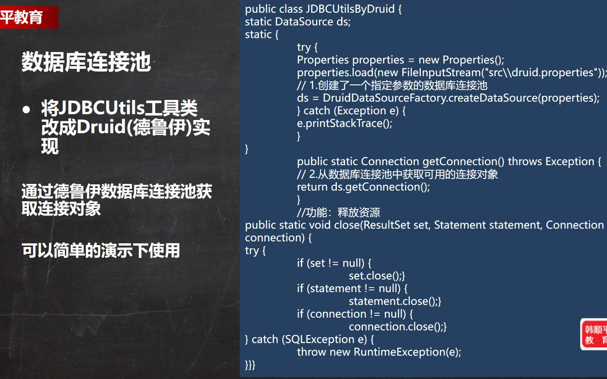 平教育
数据库连接池
• 将JDBCUtils工具类
改成Druid(德鲁伊)实
现
通过德鲁伊数据库连接池获
取连接对象
可以简单的演示下使用
public class JDBCUtilsByDruid {
static DataSource ds;
static {
try {
Properties properties = new Properties();
properties.load(new FileInputStream("src\\druid.properties"));
// 1.创建了一个指定参数的数据库连接池
ds = DruidDataSourceFactory.createDataSource(properties);
} catch (Exception e) {
e.printStackTrace();
}
}
public static Connection getConnection() throws Exception {
// 2.从数据库连接池中获取可用的连接对象
return ds.getConnection();
}
//功能：释放资源
public static void close(ResultSet set, Statement statement, Connection
connection) {
try {
if (set != null) {
set.close();}
if (statement != null) {
statement.close();}
if (connection != null) {
connection.close();}
} catch (SQLException e) {
throw new RuntimeException(e);
}}}
韩顺平
教 育